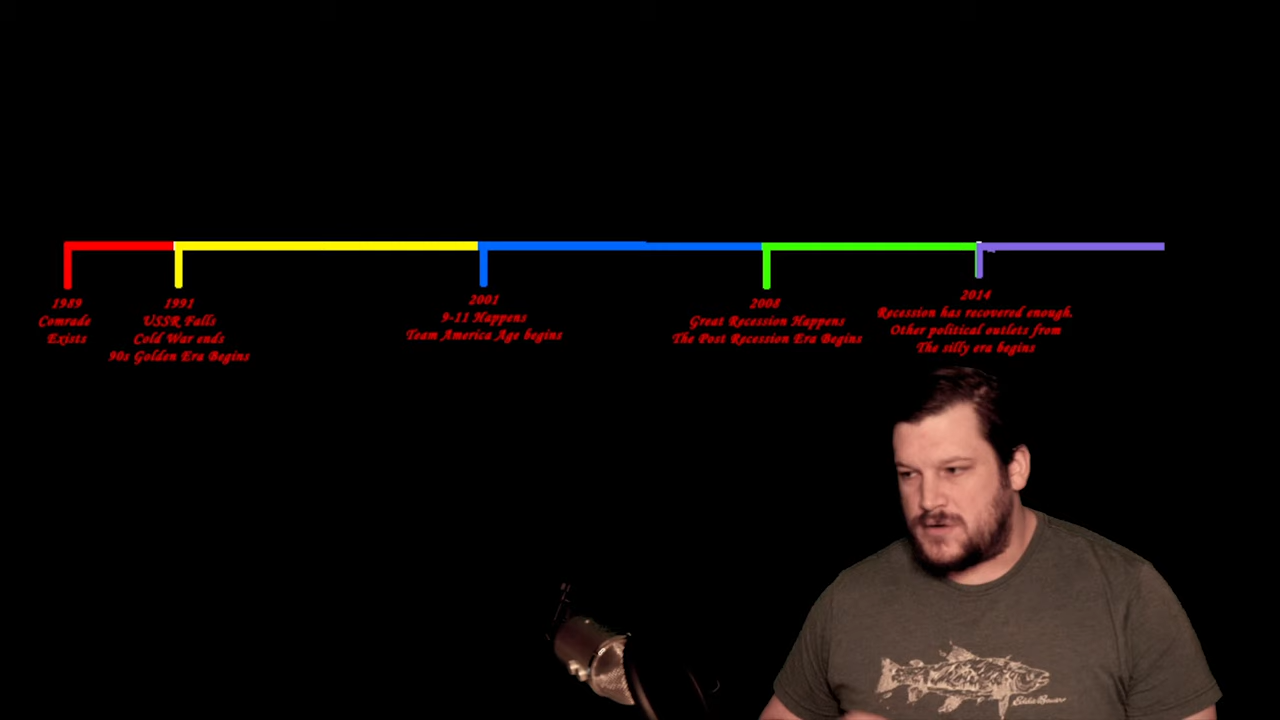 1989
Comrade
Exists
1991
USSR Falls
Cold War ends
90s Golden Era Begins
2001
9-11 Happens
Team America Age begins
2008
Great Recession Happens
The Post Recession Era Begins
2014
Recession has recovered enough.
Other political outlets from
The silly era begins
Eddie Bauer